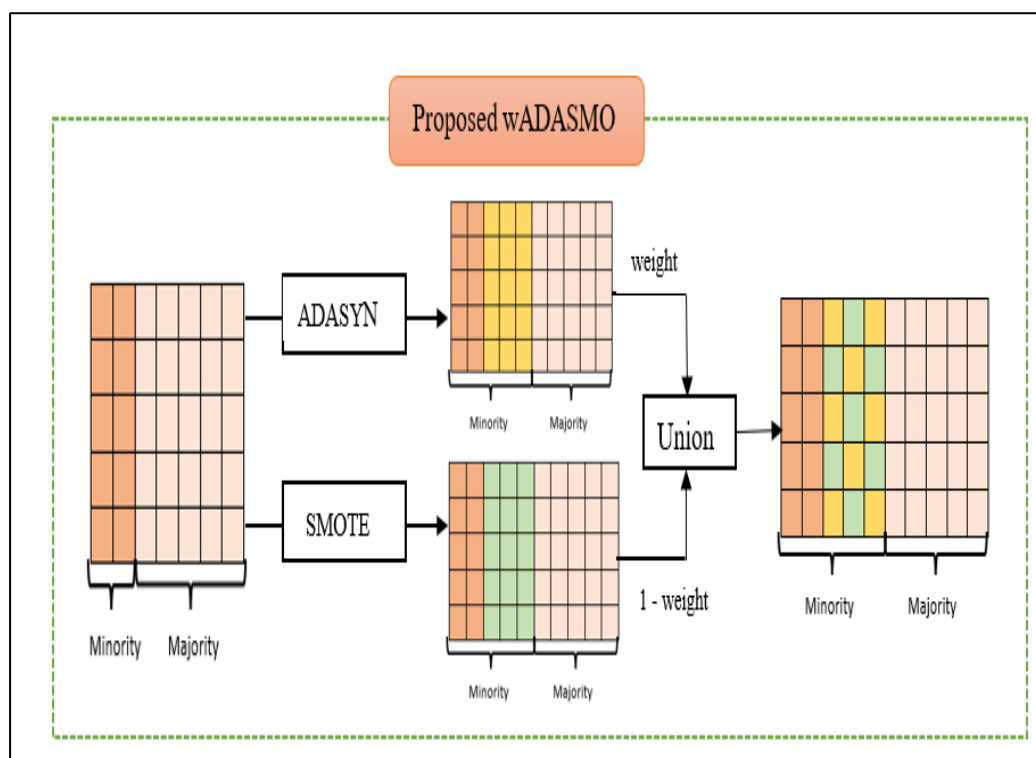 Proposed wADASMO
ADASYN
weight
Minority
Majority
Union
SMOTE
1 - weight
Minority
Majority
Minority
Majority
Minority
Majority